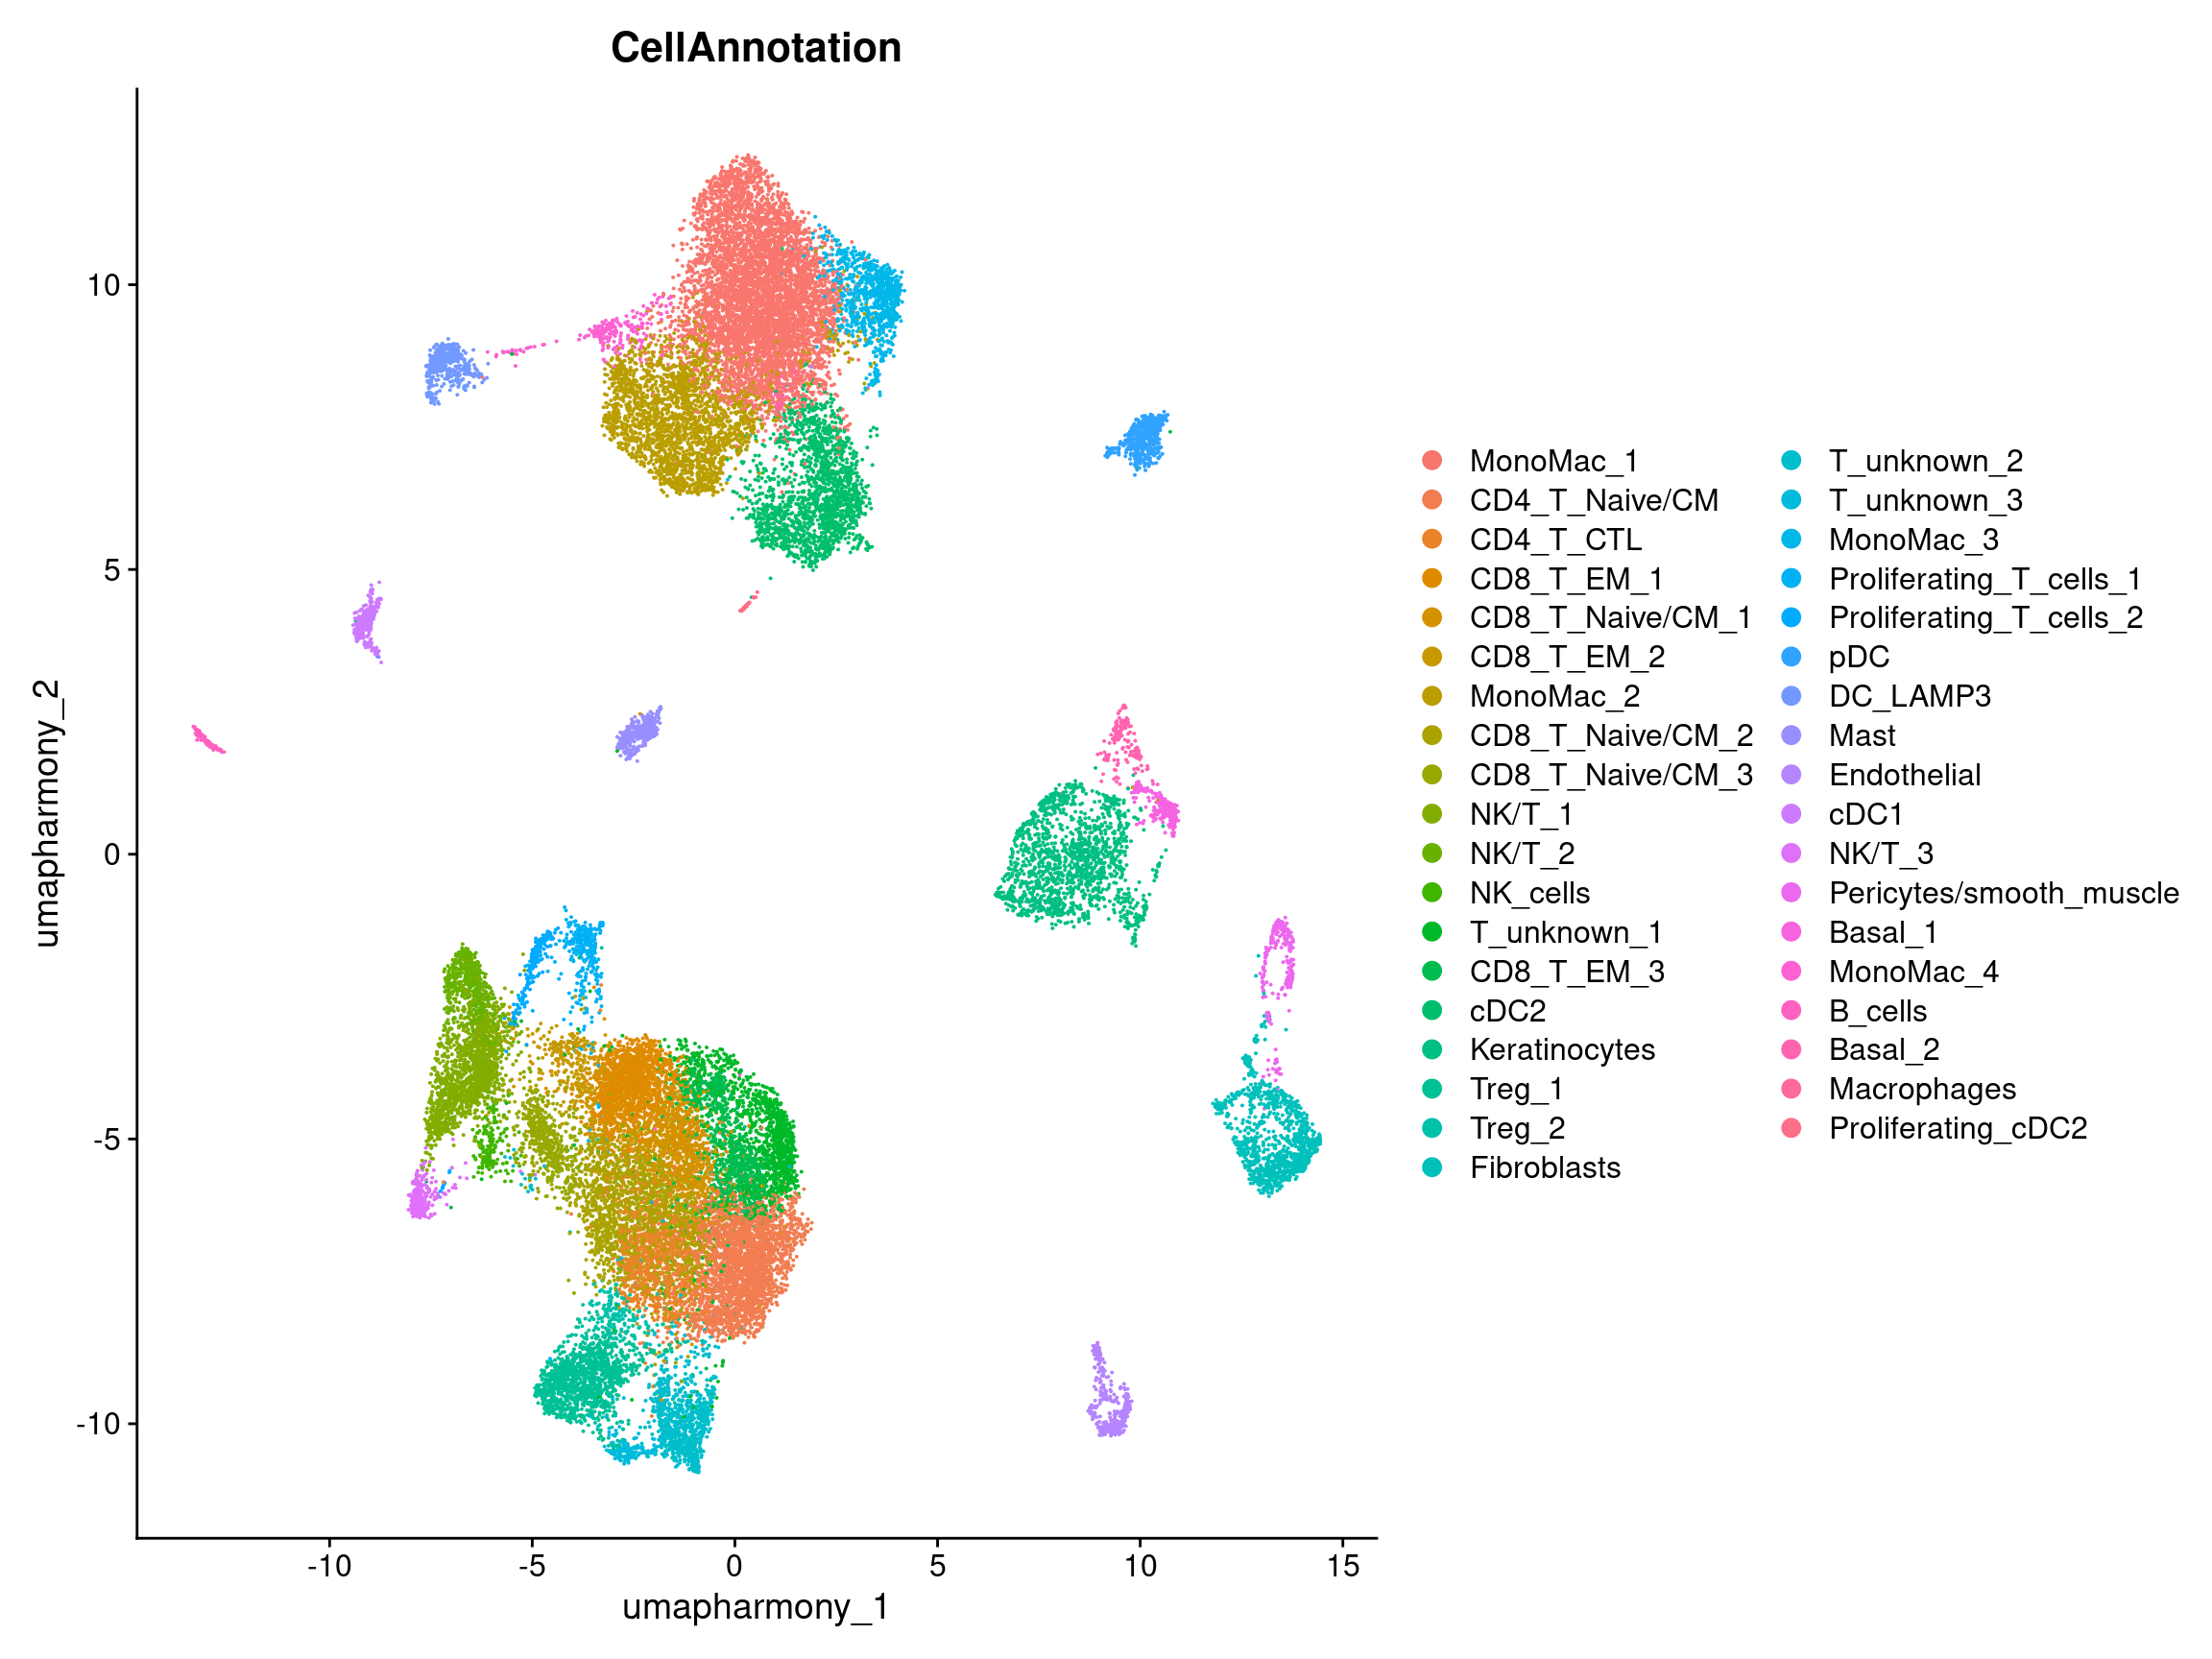 CellAnnotation
10
5
0
-5
-10
umapharmony_2
-10
-5
0
5
10
15
umapharmony_1
MonoMac_1
CD4_T_Naive/CM
CD4_T_CTL
CD8_T_EM_1
CD8_T_Naive/CM_1
CD8_T_EM_2
MonoMac_2
CD8_T_Naive/CM_2
CD8_T_Naive/CM_3
NK/T_1
NK/T_2
NK_cells
T_unknown_1
CD8_T_EM_3
cDC2
Keratinocytes
Treg_1
Treg_2
Fibroblasts
T_unknown_2
T_unknown_3
MonoMac_3
Proliferating_T_cells_1
Proliferating_T_cells_2
pDC
DC_LAMP3
Mast
Endothelial
cDC1
NK/T_3
Pericytes/smooth_muscle
Basal_1
MonoMac_4
B_cells
Basal_2
Macrophages
Proliferating_cDC2